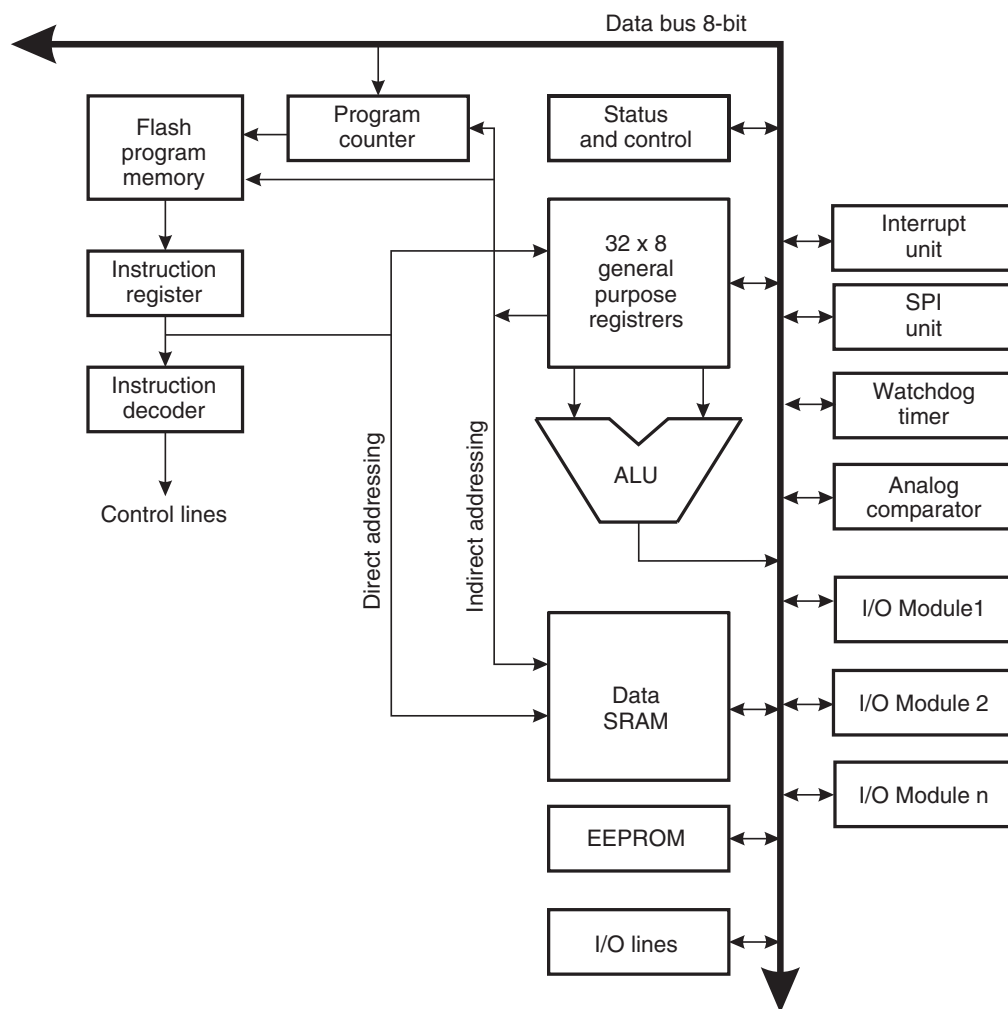 Data bus 8-bit
Flash
program
memory
Program
counter
Status
and control
Instruction
register
32 x 8
general
purpose
registrers
Interrupt
unit
SPI
unit
Instruction
decoder
Watchdog
timer
Control lines
Direct addressing
Indirect addressing
ALU
Analog
comparator
I/O Module1
Data
SRAM
I/O Module 2
I/O Module n
EEPROM
I/O lines